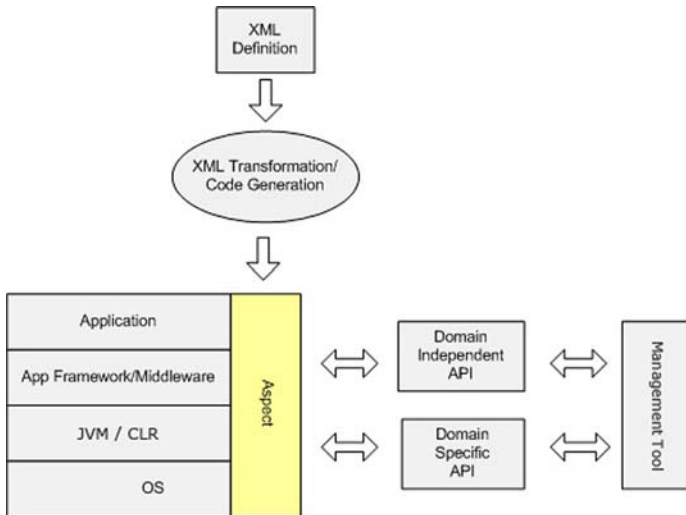 XML
Definition
XML Transformation/
Code Generation
Application
App Framework/Middleware
JVM / CLR
OS
Aspect
Domain
Independent
API
Domain
Specific
API
Management Tool